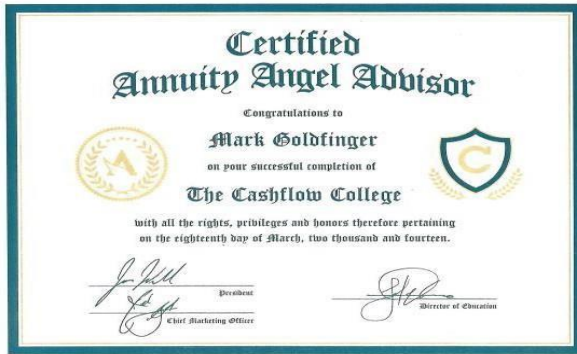 Certified
Annuity Angel Advisor
Congratulations to
Mark Goldfinger
on your successful completion of
A
C
The Cashflow College
with all the rights, privileges and honors therefore pertaining
on the eighteenth day of March, two thousand and fourteen.
President
Director of Education
Chief Marketing Officer